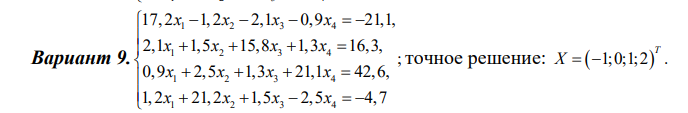 17,2x₁ − 1,2x₂ − 2,1x₃ − 0,9x₄ = −21,1,
2,1x₁ + 1,5x₂ + 15,8x₃ + 1,3x₄ = 16,3,
Вариант 9. { ; точное решение: X = (−1; 0; 1; 2)ᵀ.
0,9x₁ + 2,5x₂ + 1,3x₃ + 21,1x₄ = 42,6,
1,2x₁ + 21,2x₂ + 1,5x₃ − 2,5x₄ = −4,7